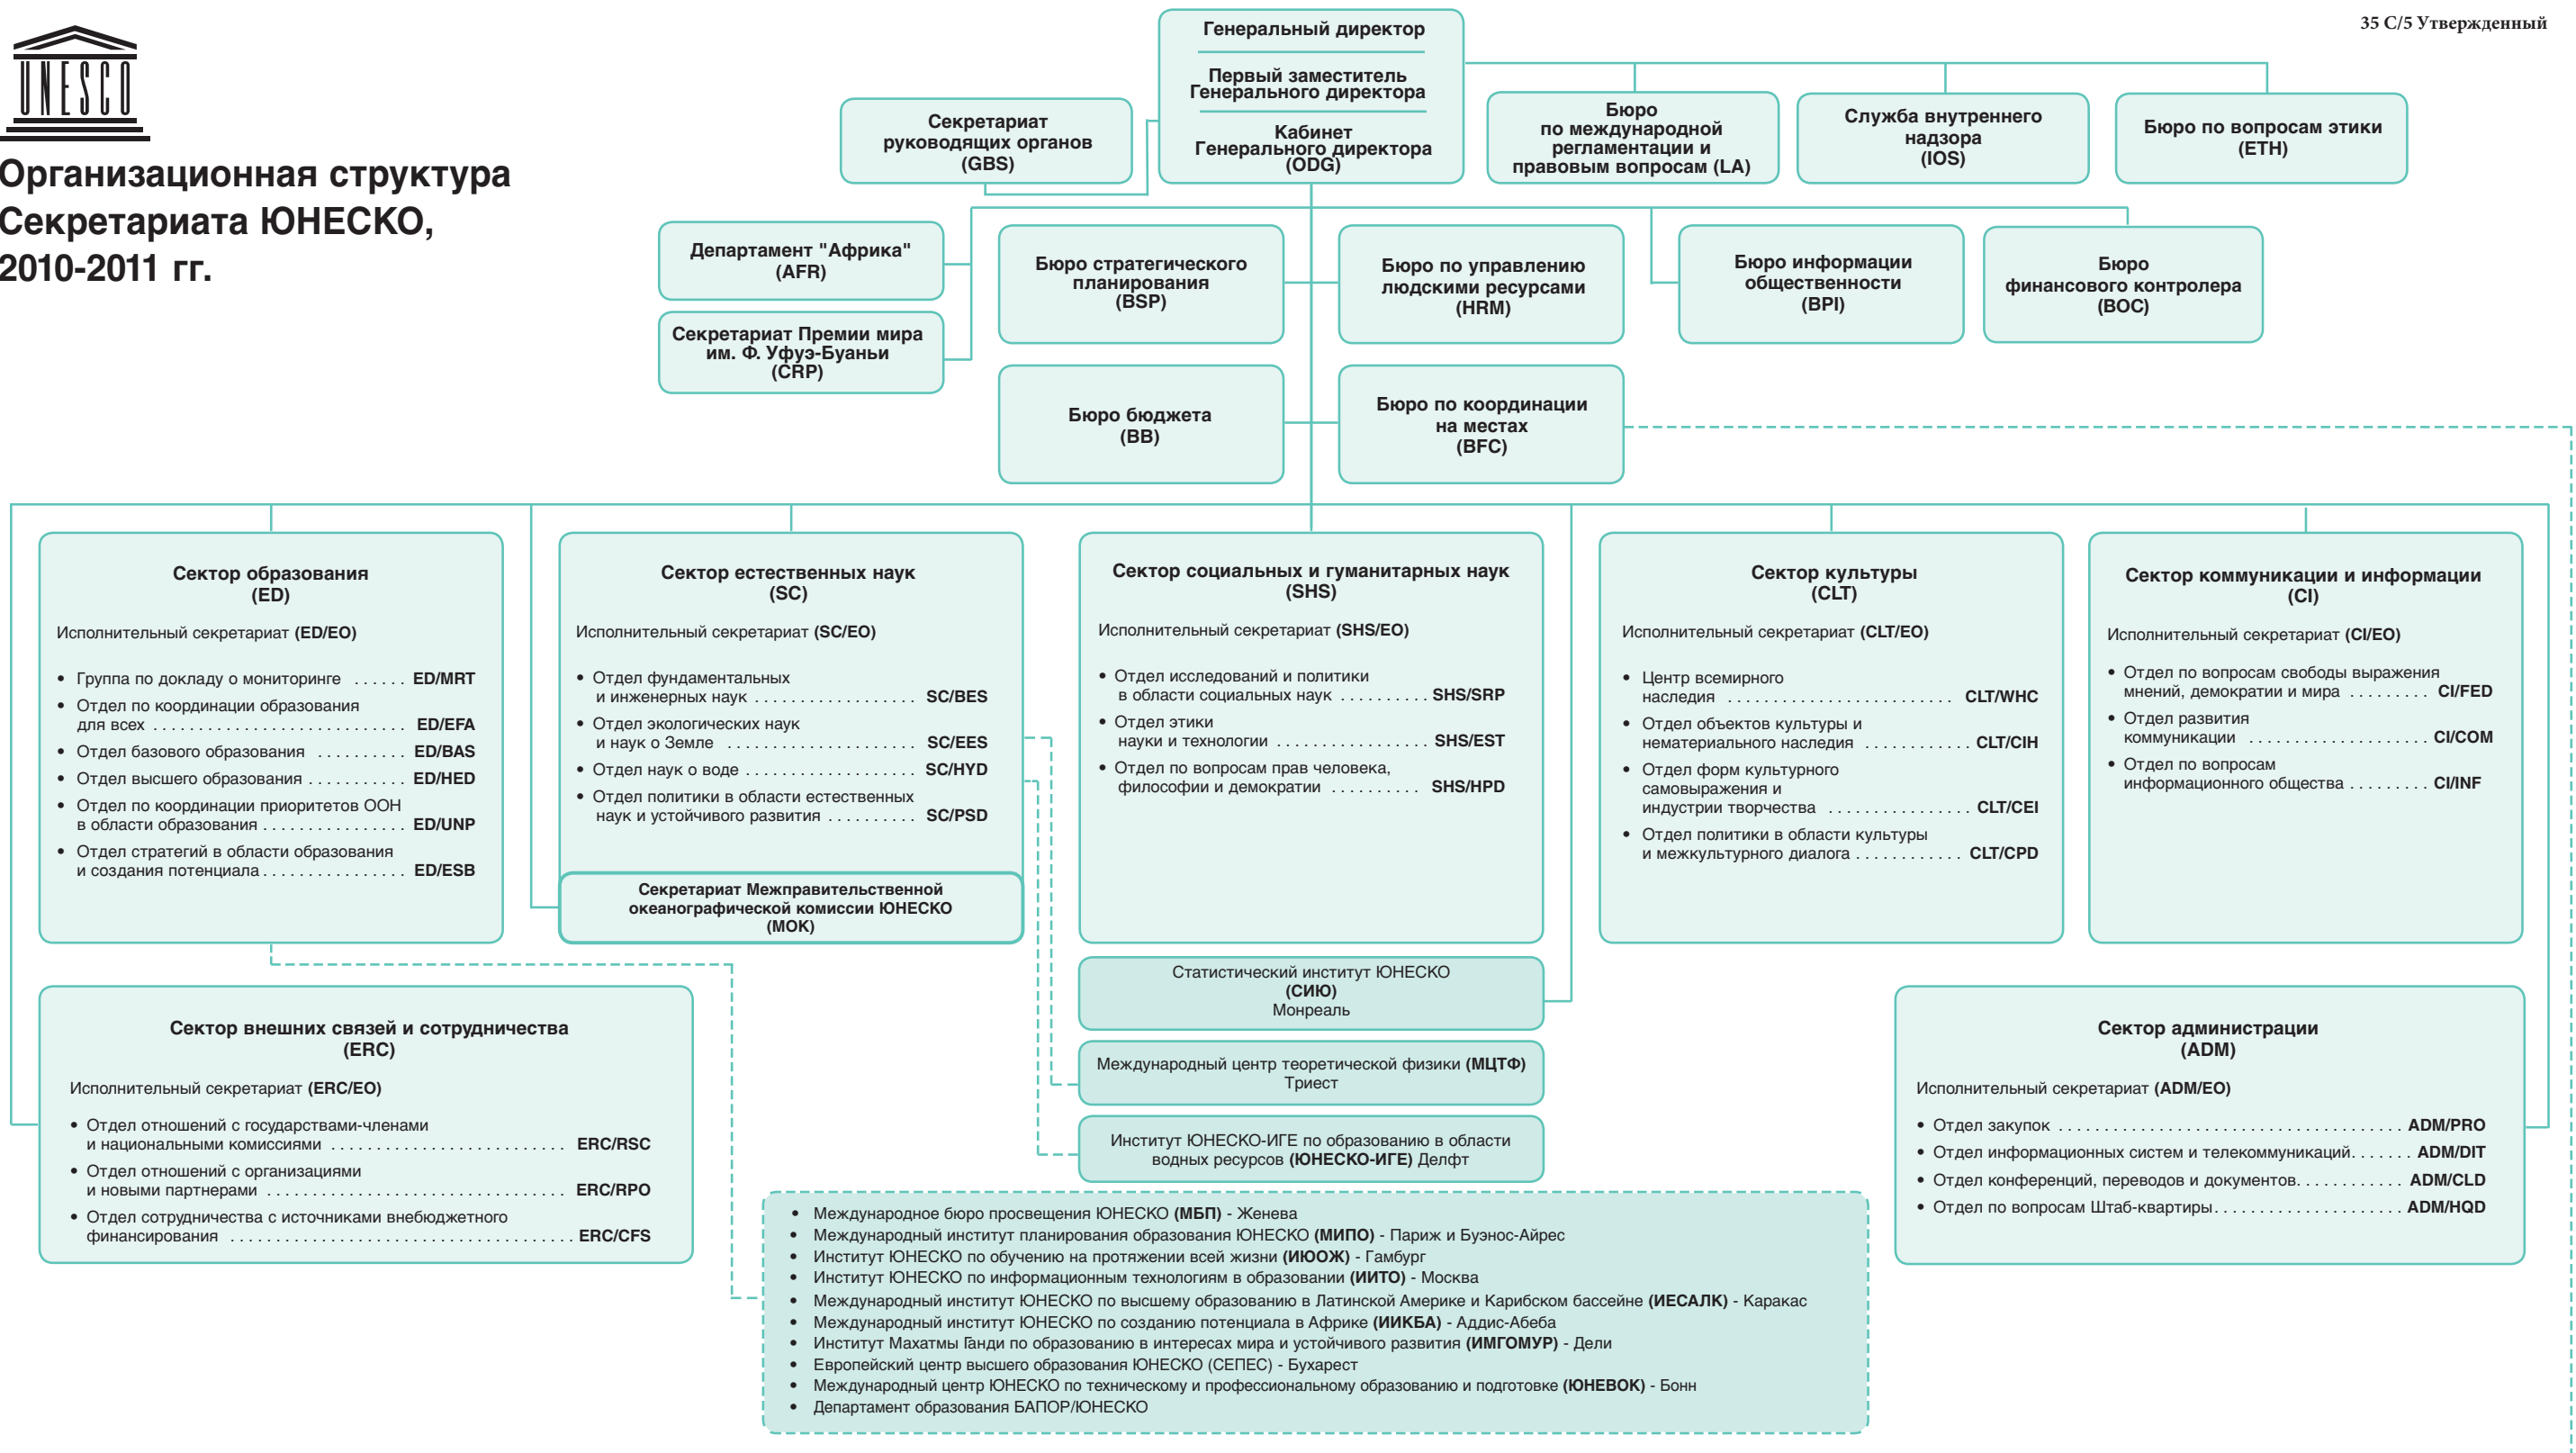 35 C/5 Утвержденный
UNESCO
Организационная структура
Секретариата ЮНЕСКО,
2010-2011 гг.
Генеральный директор
Первый заместитель
Генерального директора
Кабинет
Генерального директора
(ODG)
Секретариат
руководящих органов
(GBS)
Бюро
по международной
регламентации и
правовым вопросам (LA)
Служба внутреннего
надзора
(IOS)
Бюро по вопросам этики
(ETH)
Департамент "Африка"
(AFR)
Секретариат Премии мира
им. Ф. Уфуэ-Буаньи
(CRP)
Бюро стратегического
планирования
(BSP)
Бюро по управлению
людскими ресурсами
(HRM)
Бюро информации
общественности
(BPI)
Бюро
финансового контролера
(BOC)
Бюро бюджета
(BB)
Бюро по координации
на местах
(BFC)
Сектор образования
(ED)
Исполнительный секретариат (ED/EO)
• Группа по докладу о мониторинге ...... ED/MRT
• Отдел по координации образования
для всех ............................ ED/EFA
• Отдел базового образования .......... ED/BAS
• Отдел высшего образования ........... ED/HED
• Отдел по координации приоритетов ООН
в области образования ................ ED/UNP
• Отдел стратегий в области образования
и создания потенциала ................ ED/ESB
Сектор естественных наук
(SC)
Исполнительный секретариат (SC/EO)
• Отдел фундаментальных
и инженерных наук .................. SC/BES
• Отдел экологических наук
и наук о Земле ..................... SC/EES
• Отдел наук о воде ................... SC/HYD
• Отдел политики в области естественных
наук и устойчивого развития .......... SC/PSD
Секретариат Межправительственной
океанографической комиссии ЮНЕСКО
(МОК)
Сектор социальных и гуманитарных наук
(SHS)
Исполнительный секретариат (SHS/EO)
• Отдел исследований и политики
в области социальных наук .......... SHS/SRP
• Отдел этики
науки и технологии ................. SHS/EST
• Отдел по вопросам прав человека,
философии и демократии .......... SHS/HPD
Сектор культуры
(CLT)
Исполнительный секретариат (CLT/EO)
• Центр всемирного
наследия ......................... CLT/WHC
• Отдел объектов культуры и
нематериального наследия ............ CLT/CIH
• Отдел форм культурного
самовыражения и
индустрии творчества ................ CLT/CEI
• Отдел политики в области культуры
и межкультурного диалога ............ CLT/CPD
Сектор коммуникации и информации
(CI)
Исполнительный секретариат (CI/EO)
• Отдел по вопросам свободы выражения
мнений, демократии и мира ......... CI/FED
• Отдел развития
коммуникации .................... CI/COM
• Отдел по вопросам
информационного общества ......... CI/INF
Статистический институт ЮНЕСКО
(СИЮ)
Монреаль
Международный центр теоретической физики (МЦТФ)
Триест
Институт ЮНЕСКО-ИГЕ по образованию в области
водных ресурсов (ЮНЕСКО-ИГЕ) Делфт
Сектор внешних связей и сотрудничества
(ERC)
Исполнительный секретариат (ERC/EO)
• Отдел отношений с государствами-членами
и национальными комиссиями .......................... ERC/RSC
• Отдел отношений с организациями
и новыми партнерами ................................. ERC/RPO
• Отдел сотрудничества с источниками внебюджетного
финансирования ...................................... ERC/CFS
Сектор администрации
(ADM)
Исполнительный секретариат (ADM/EO)
• Отдел закупок ...................................... ADM/PRO
• Отдел информационных систем и телекоммуникаций....... ADM/DIT
• Отдел конференций, переводов и документов............ ADM/CLD
• Отдел по вопросам Штаб-квартиры..................... ADM/HQD
• Международное бюро просвещения ЮНЕСКО (МБП) - Женева
• Международный институт планирования образования ЮНЕСКО (МИПО) - Париж и Буэнос-Айрес
• Институт ЮНЕСКО по обучению на протяжении всей жизни (ИЮОЖ) - Гамбург
• Институт ЮНЕСКО по информационным технологиям в образовании (ИИТО) - Москва
• Международный институт ЮНЕСКО по высшему образованию в Латинской Америке и Карибском бассейне (ИЕСАЛК) - Каракас
• Международный институт ЮНЕСКО по созданию потенциала в Африке (ИИКБА) - Аддис-Абеба
• Институт Махатмы Ганди по образованию в интересах мира и устойчивого развития (ИМГОМУР) - Дели
• Европейский центр высшего образования ЮНЕСКО (СЕПЕС) - Бухарест
• Международный центр ЮНЕСКО по техническому и профессиональному образованию и подготовке (ЮНЕВОК) - Бонн
• Департамент образования БАПОР/ЮНЕСКО